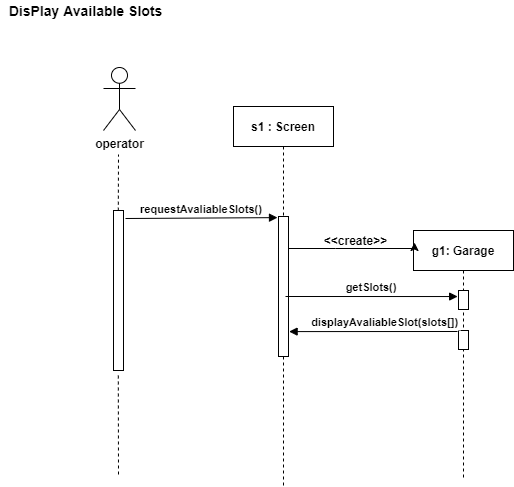 DisPlay Available Slots
operator
s1 : Screen
requestAvaliableSlots()
<<create>>
g1: Garage
getSlots()
displayAvaliableSlot(slots[])